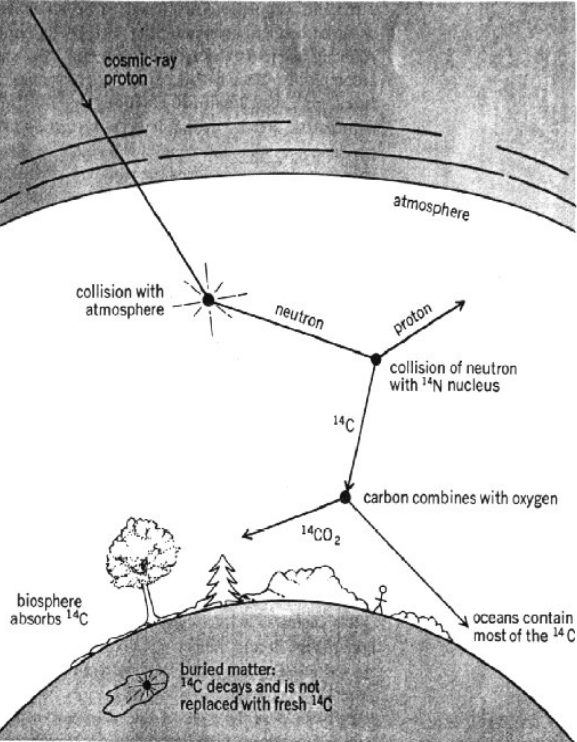 cosmic-ray
proton
atmosphere
collision with
atmosphere
neutron
proton
collision of neutron
with ¹⁴N nucleus
¹⁴C
carbon combines with oxygen
¹⁴CO₂
biosphere
absorbs ¹⁴C
oceans contain
most of the ¹⁴C
buried matter:
¹⁴C decays and is not
replaced with fresh ¹⁴C